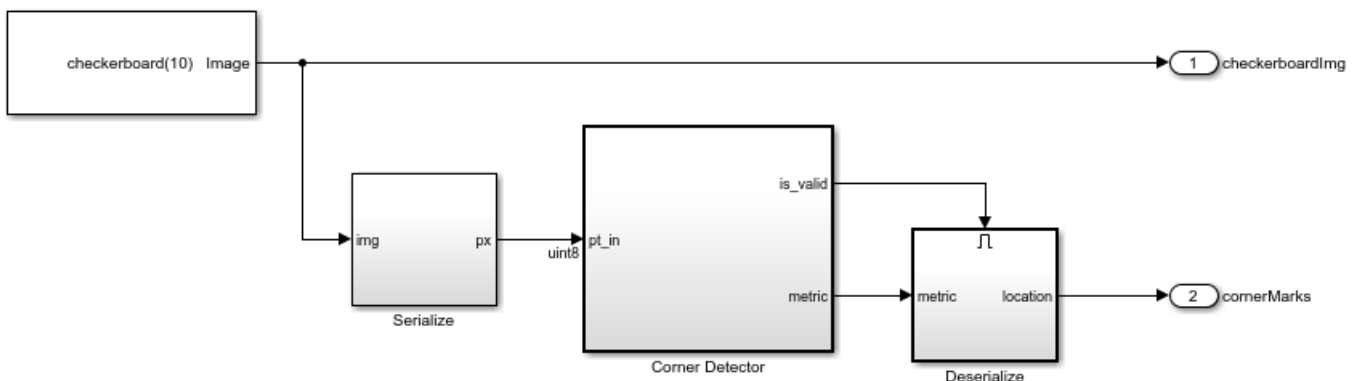 checkerboard(10) Image
1 checkerboardImg
img px
Serialize
uint8
pt_in
is_valid
metric
Corner Detector
metric location
Deserialize
2 cornerMarks